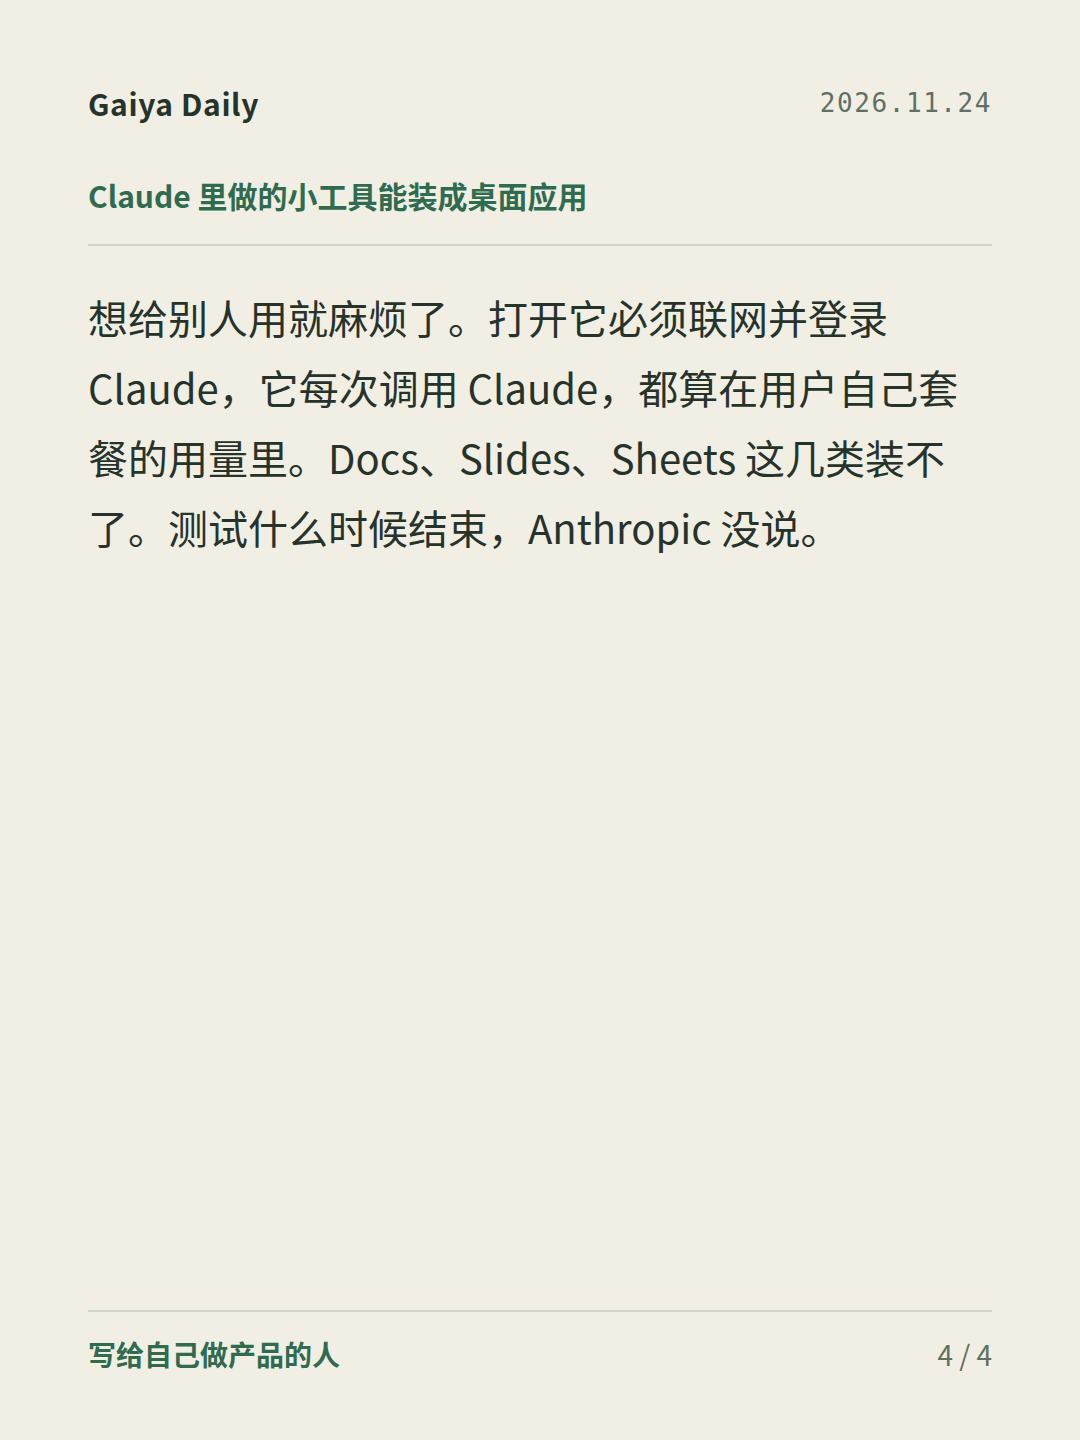 Gaiya Daily
2026.11.24
Claude 里做的小工具能装成桌面应用
想给别人用就麻烦了。打开它必须联网并登录
Claude，它每次调用 Claude，都算在用户自己套
餐的用量里。Docs、Slides、Sheets 这几类装不
了。测试什么时候结束，Anthropic 没说。
写给自己做产品的人
4 / 4